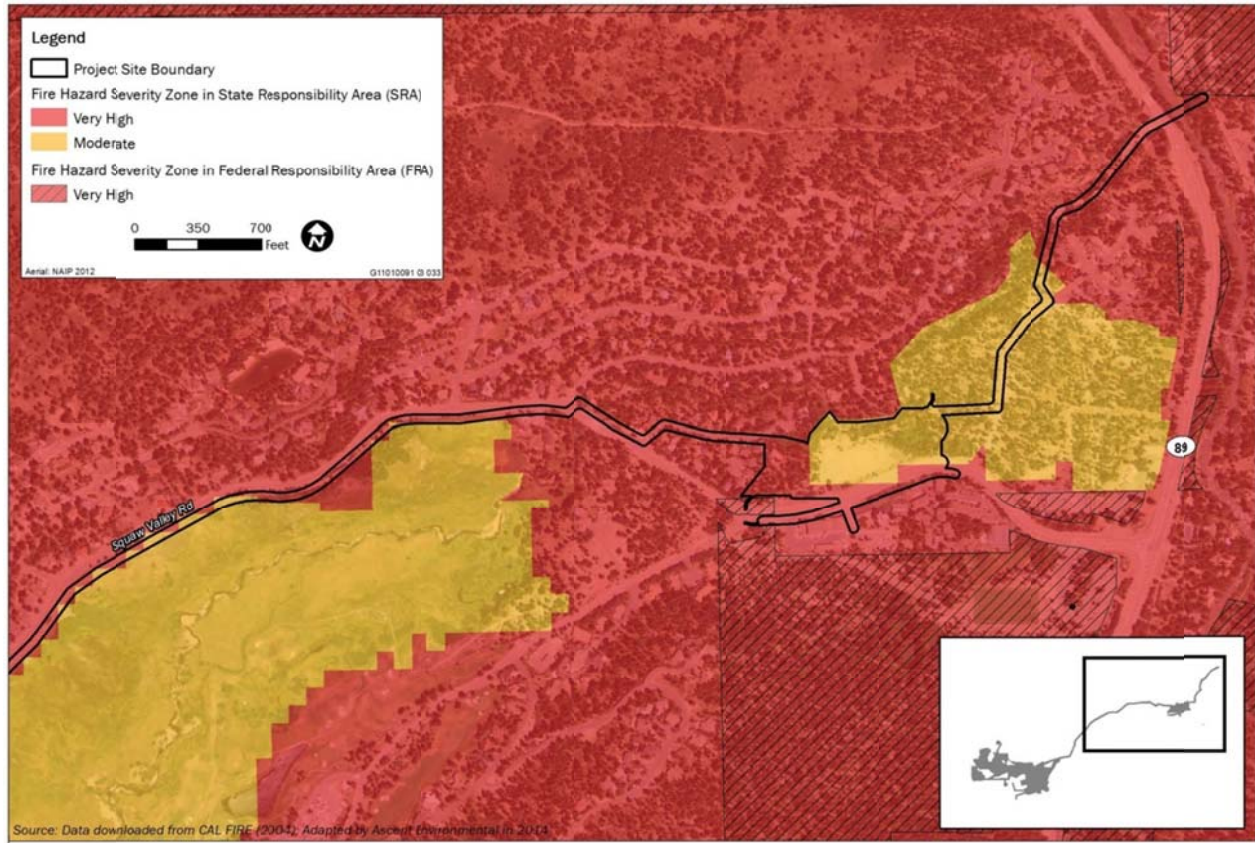 Legend
Project Site Boundary
Fire Hazard Severity Zone in State Responsibility Area (SRA)
Very High
Moderate
Fire Hazard Severity Zone in Federal Responsibility Area (FRA)
Very High
0 350 700
Feet
N
Aerial: NAIP 2012
G11010091 03 033
89
Squaw Valley Rd
Source: Data downloaded from CAL FIRE (2004); Adapted by Ascent Environmental in 2014